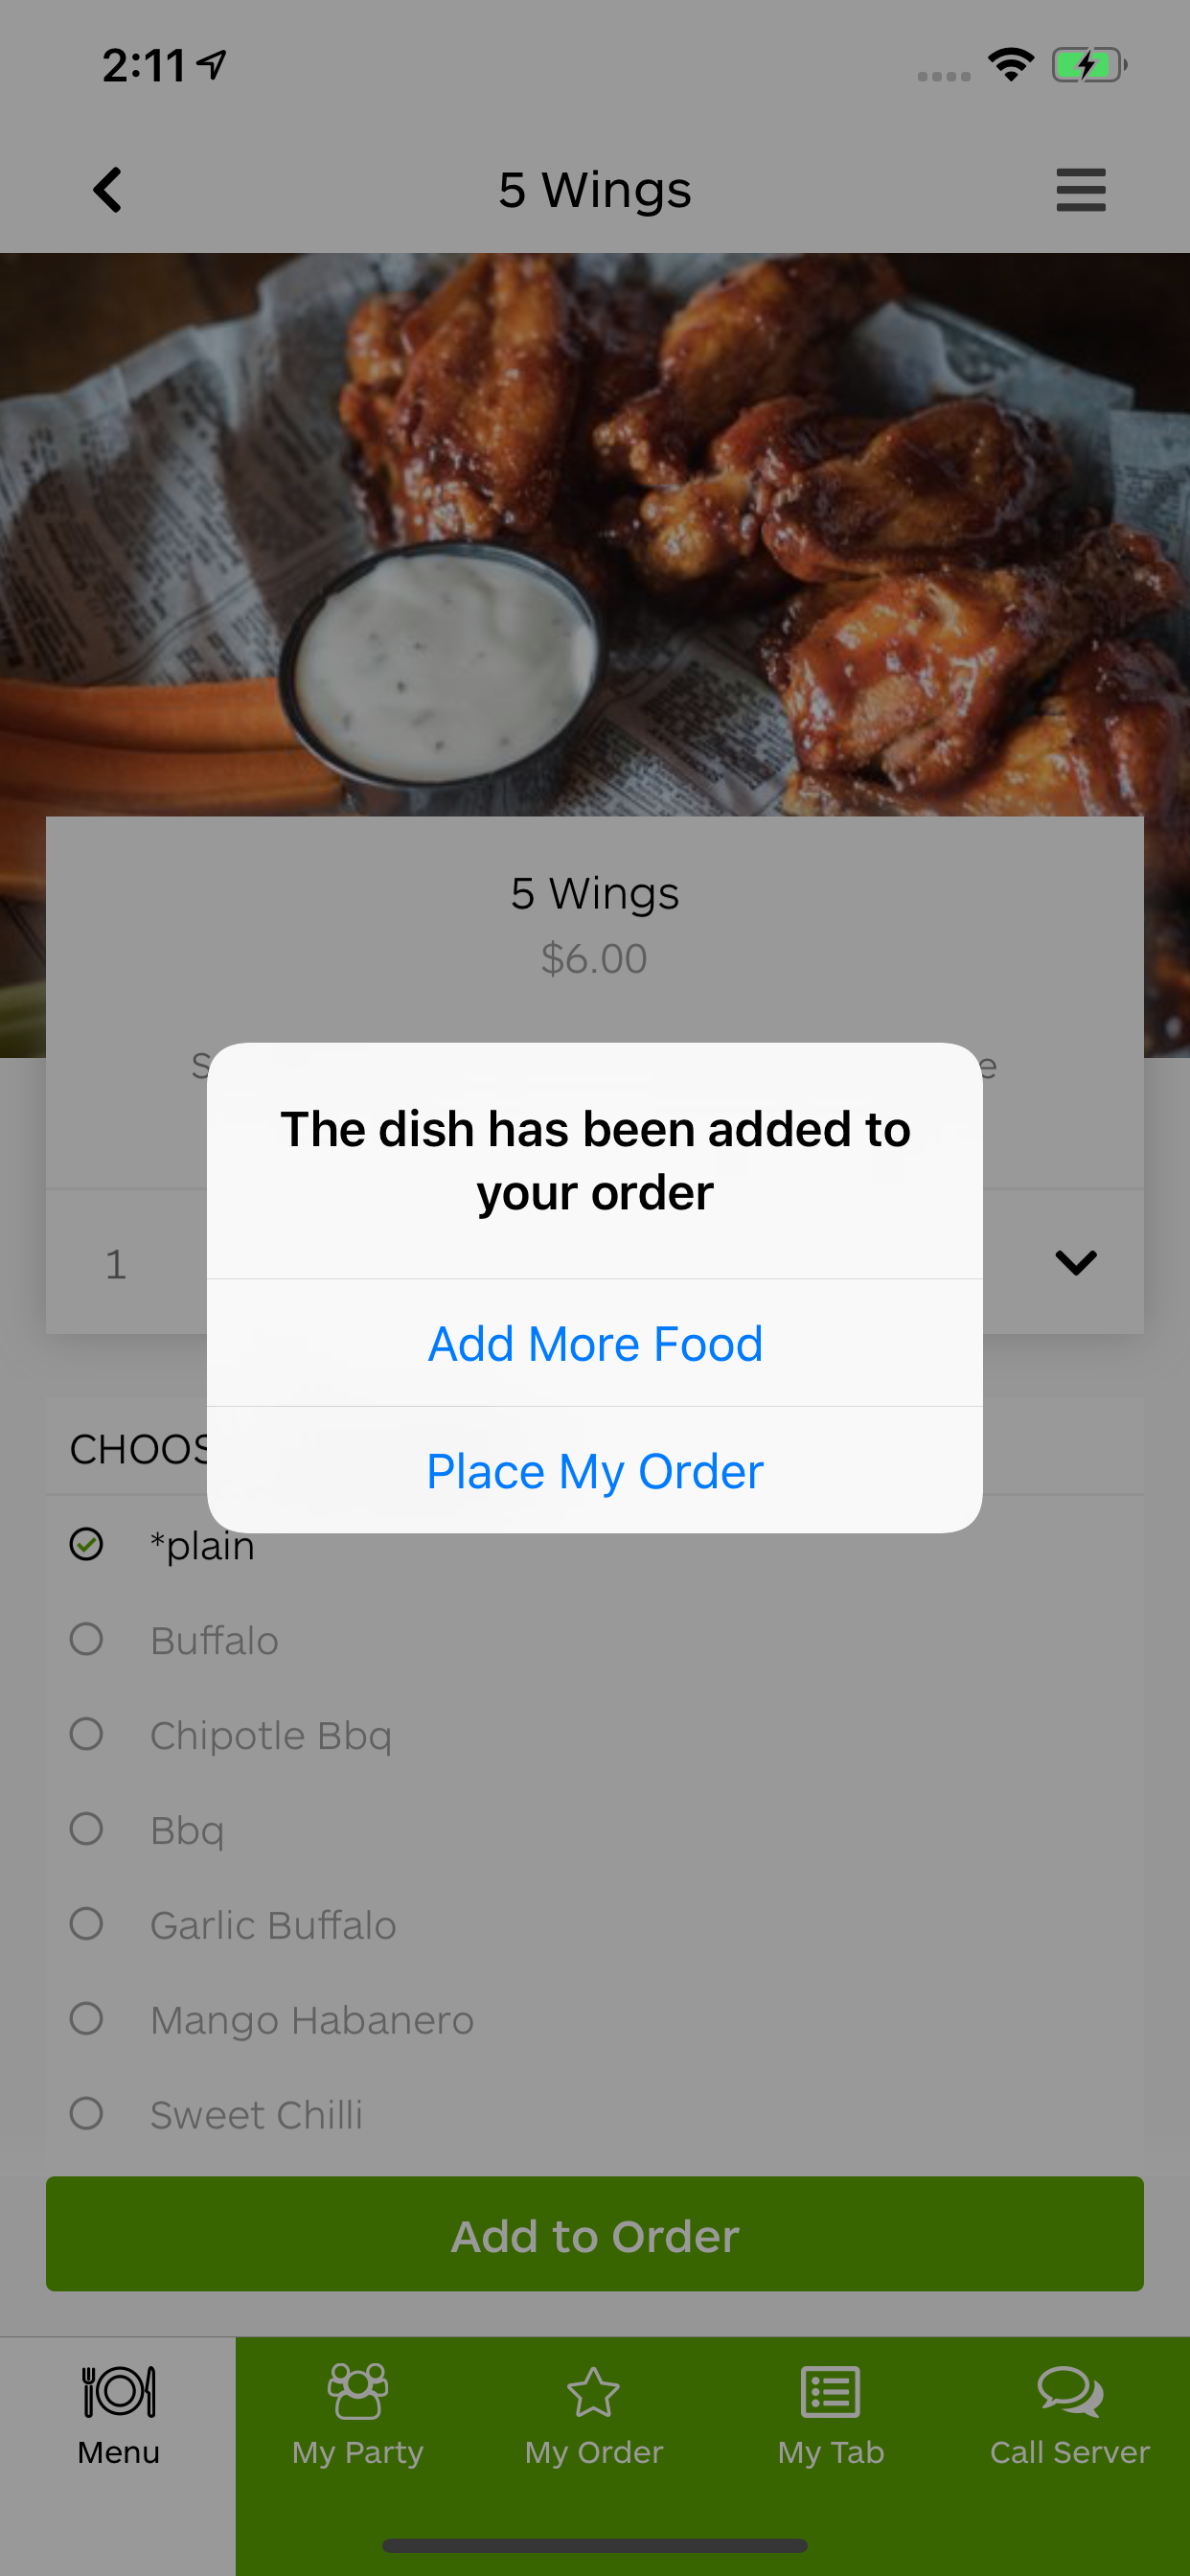 2:11
5 Wings
5 Wings
$6.00
The dish has been added to
your order
1
Add More Food
Place My Order
*plain
Buffalo
Chipotle Bbq
Bbq
Garlic Buffalo
Mango Habanero
Sweet Chilli
Add to Order
Menu
My Party
My Order
My Tab
Call Server